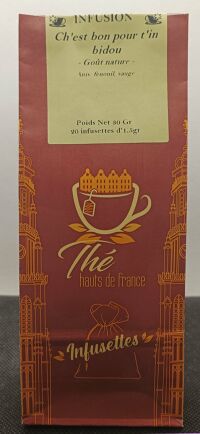 INFUSION
Ch'est bon pour t'in
bidou
- Goût nature -
Anis, fenouil, sauge
Poids Net 30 Gr
20 infusettes d'1.5gr
Thé
hauts de france
Infusettes